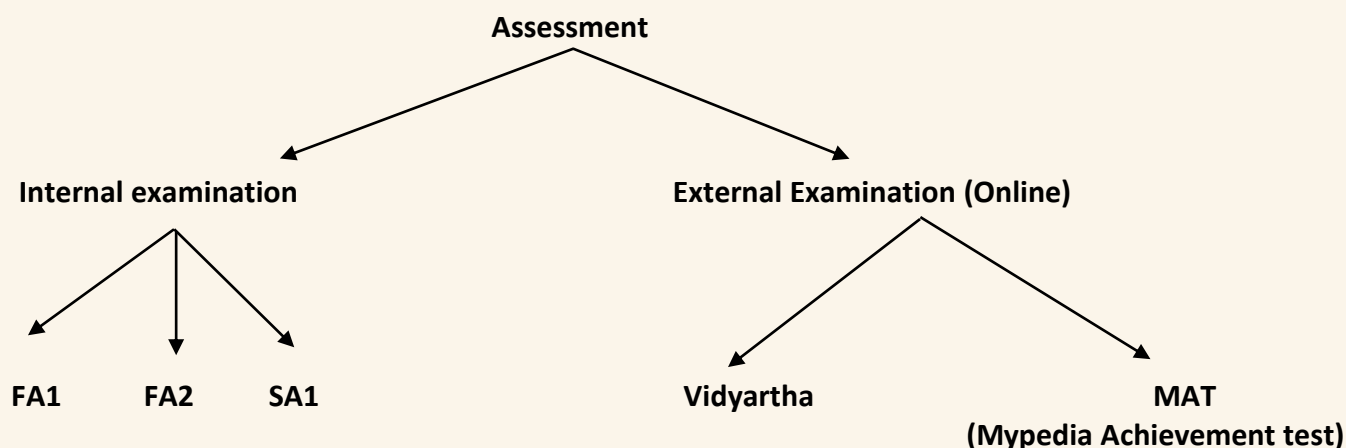 Assessment
Internal examination
External Examination (Online)
FA1
FA2
SA1
Vidyartha
MAT
(Mypedia Achievement test)